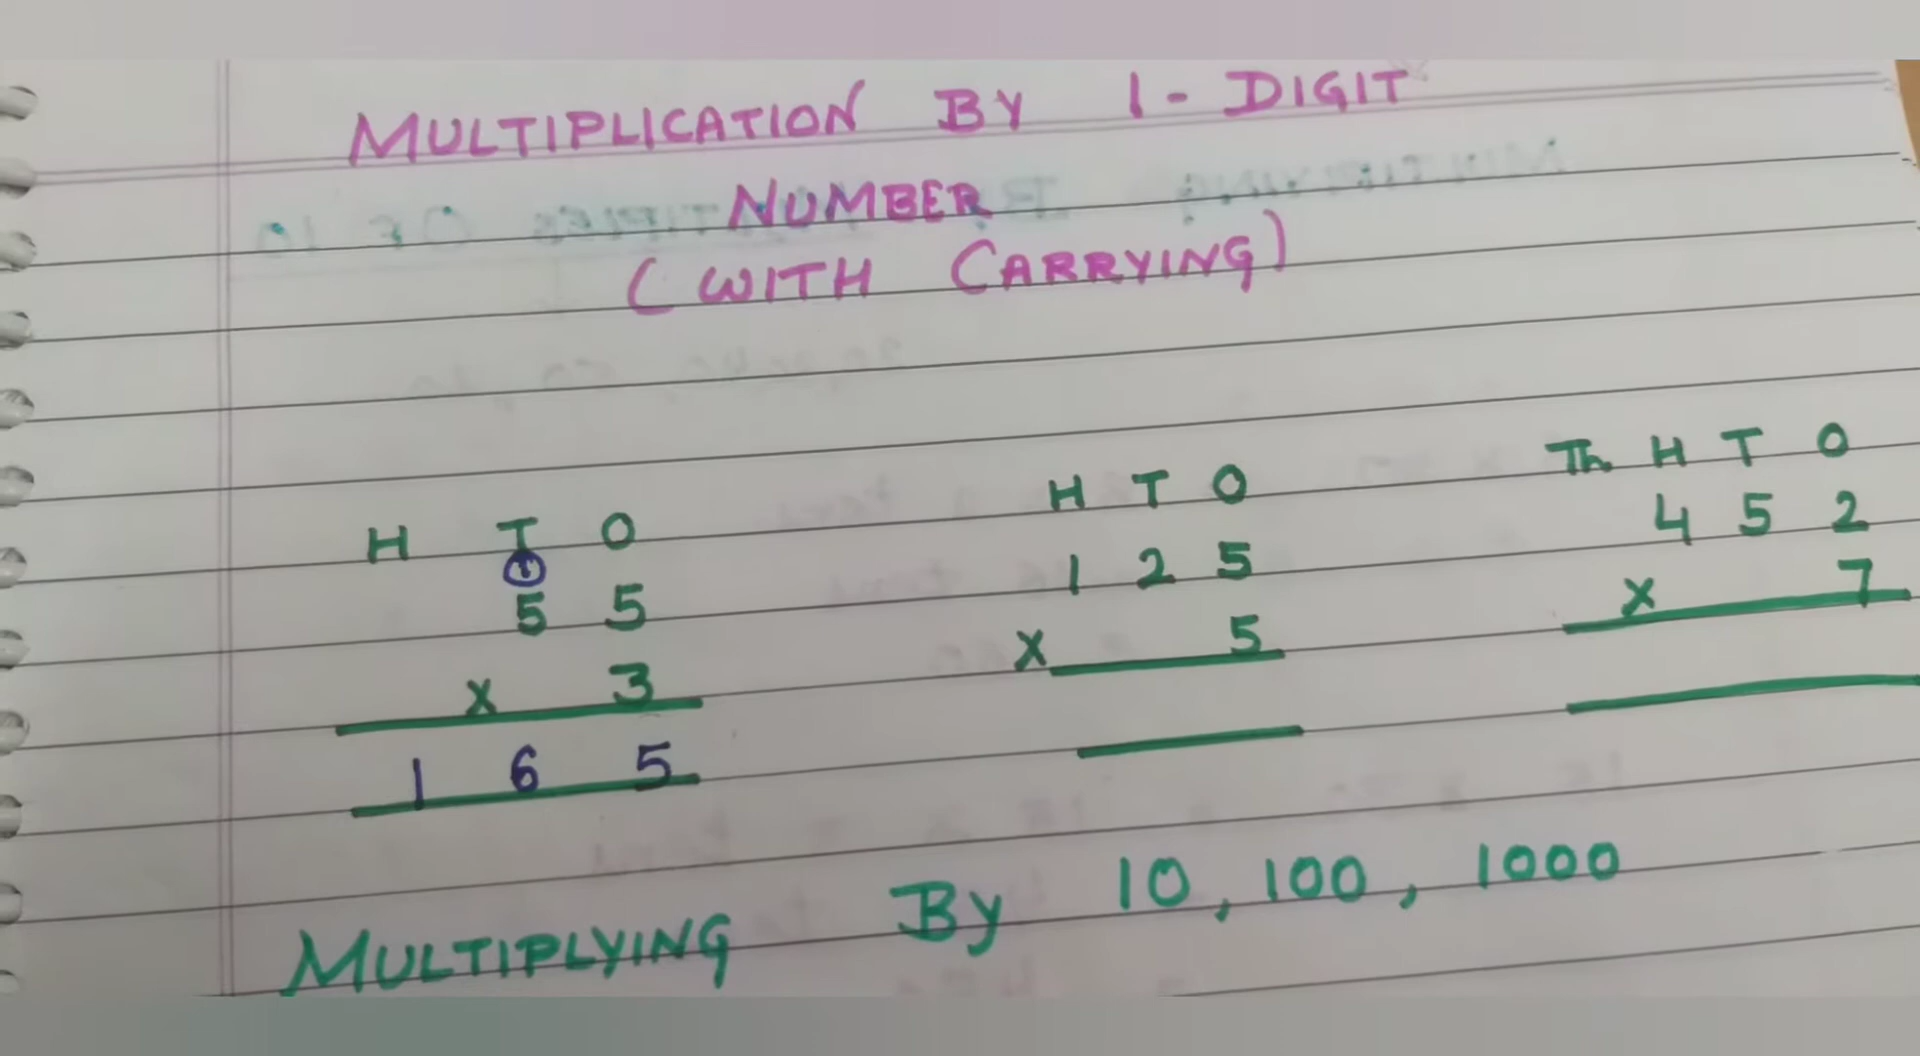 MULTIPLICATION BY 1 - DIGIT
NUMBER
(WITH CARRYING)
H T O
1
5 5
x 3
1 6 5
H T O
1 2 5
x 5
Th H T O
4 5 2
x 7
MULTIPLYING By 10, 100, 1000